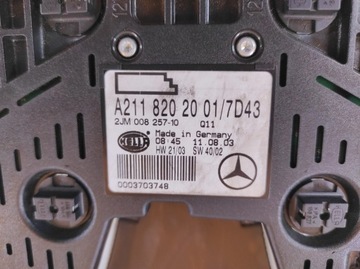 A211 820 20 01/7D43
2JM 008 257-10 Q11
HELLA
Made in Germany
08:45 11.08.03
HW 21/03 SW 40/02
0003703748